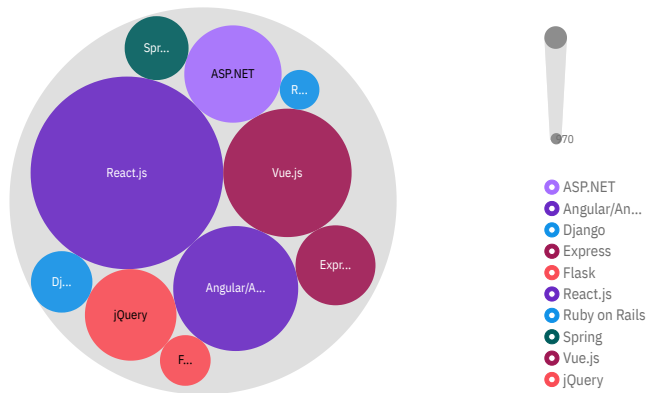 Spr...
ASP.NET
R...
React.js
Vue.js
Dj...
Angular/A...
Expr...
jQuery
F...
ASP.NET
Angular/An...
Django
Express
Flask
React.js
Ruby on Rails
Spring
Vue.js
jQuery